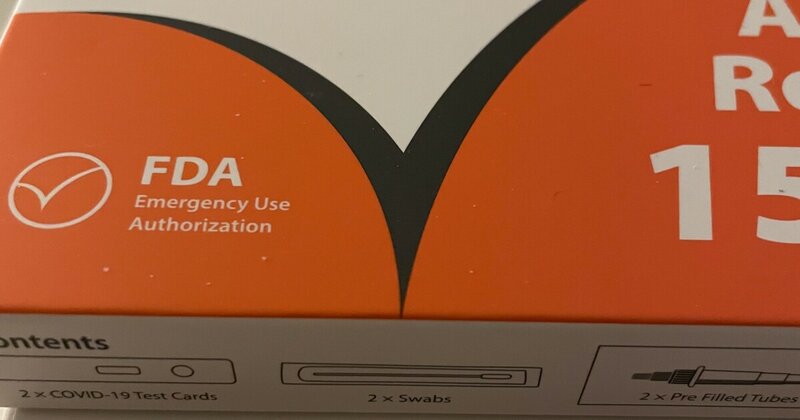 FDA
Emergency Use
Authorization
15
ontents
2 × COVID-19 Test Cards
2 × Swabs
2 × Pre Filled Tubes